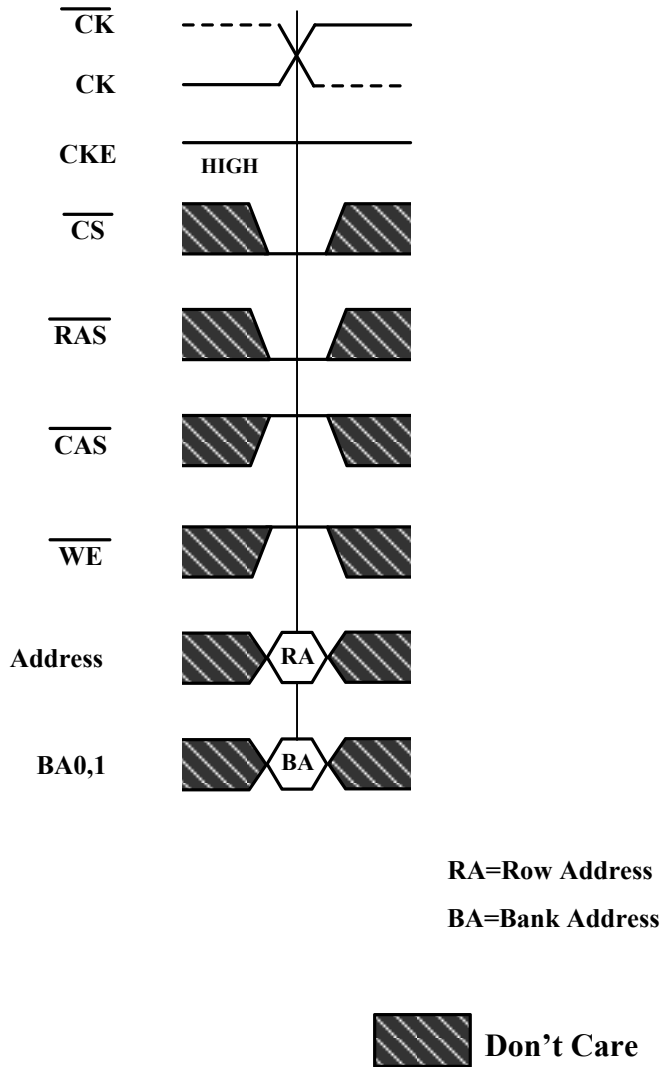 CK
CK
CKE
HIGH
CS
RAS
CAS
WE
Address
RA
BA0,1
BA
RA=Row Address
BA=Bank Address
Don’t Care